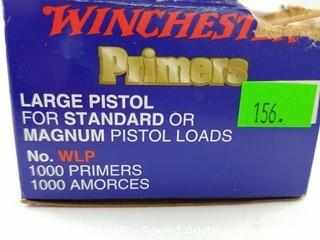 WINCHESTER
Primers
156.
LARGE PISTOL
FOR STANDARD OR
MAGNUM PISTOL LOADS
No. WLP
1000 PRIMERS
1000 AMORCES